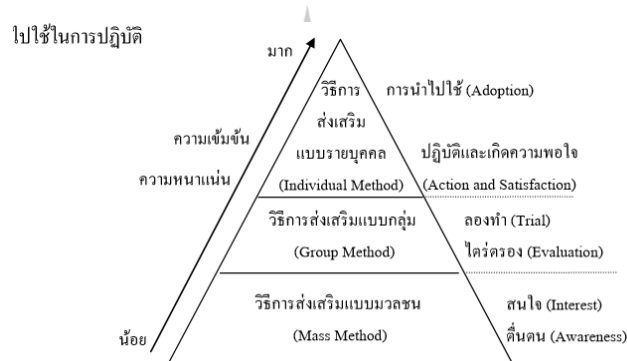 ไปใช้ในการปฏิบัติ
มาก
วิธีการ
ส่งเสริม
แบบรายบุคคล
(Individual Method)
การนำไปใช้ (Adoption)
ความเข้มข้น
ความหนาแน่น
ปฏิบัติและเกิดความพอใจ
(Action and Satisfaction)
วิธีการส่งเสริมแบบกลุ่ม
(Group Method)
ลองทำ (Trial)
ไตร่ตรอง (Evaluation)
วิธีการส่งเสริมแบบมวลชน
(Mass Method)
สนใจ (Interest)
ตื่นตน (Awareness)
น้อย